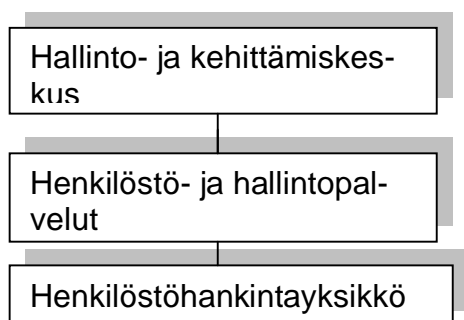 Hallinto- ja kehittämiskes-
kus
Henkilöstö- ja hallintopal-
velut
Henkilöstöhankintayksikkö